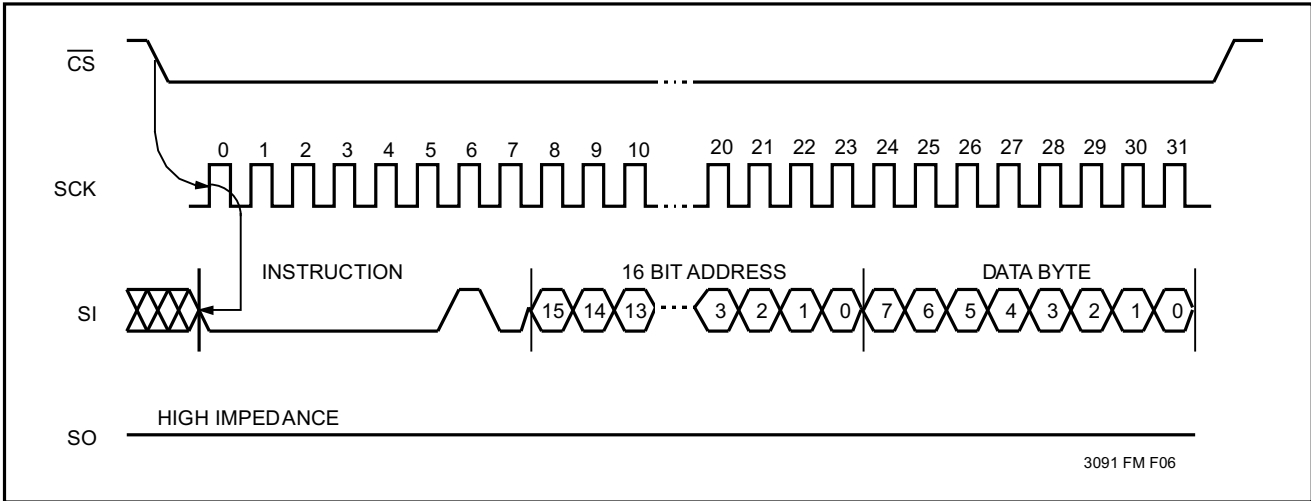 CS
0 1 2 3 4 5 6 7 8 9 10 20 21 22 23 24 25 26 27 28 29 30 31
SCK
INSTRUCTION 16 BIT ADDRESS DATA BYTE
SI 15 14 13 3 2 1 0 7 6 5 4 3 2 1 0
HIGH IMPEDANCE
SO
3091 FM F06